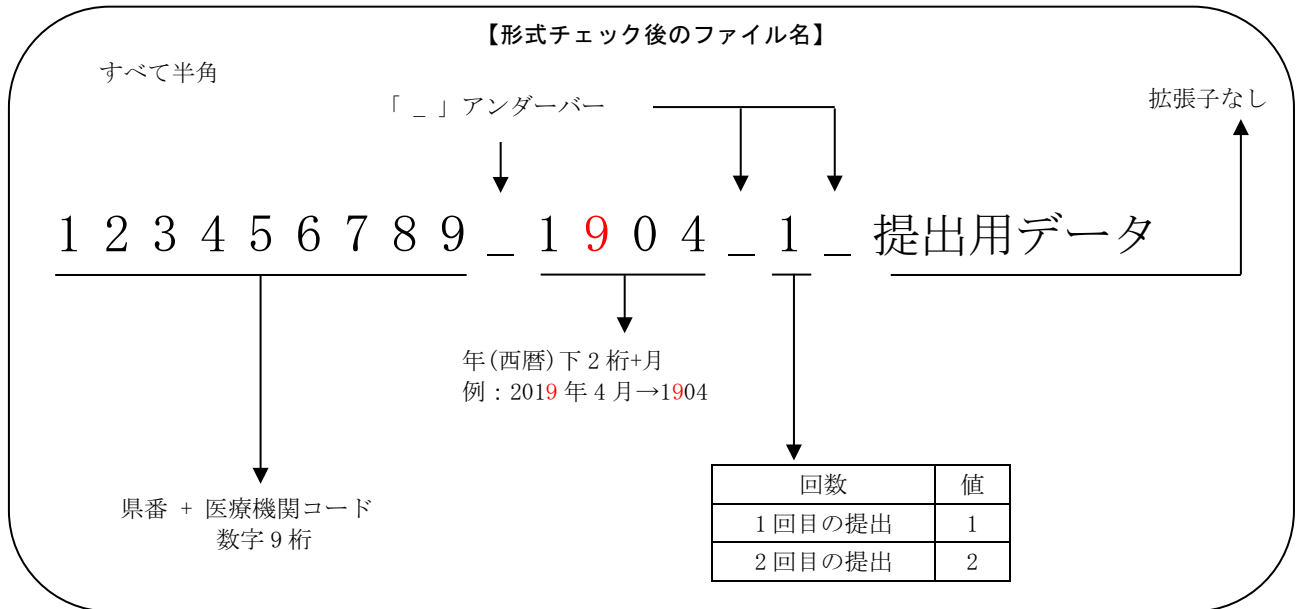 【形式チェック後のファイル名】
すべて半角
「 _ 」アンダーバー
拡張子なし
123456789_1904_1_提出用データ
年(西暦)下2桁+月
例：2019年4月→1904
県番 + 医療機関コード
数字9桁
回数 値
1回目の提出 1
2回目の提出 2